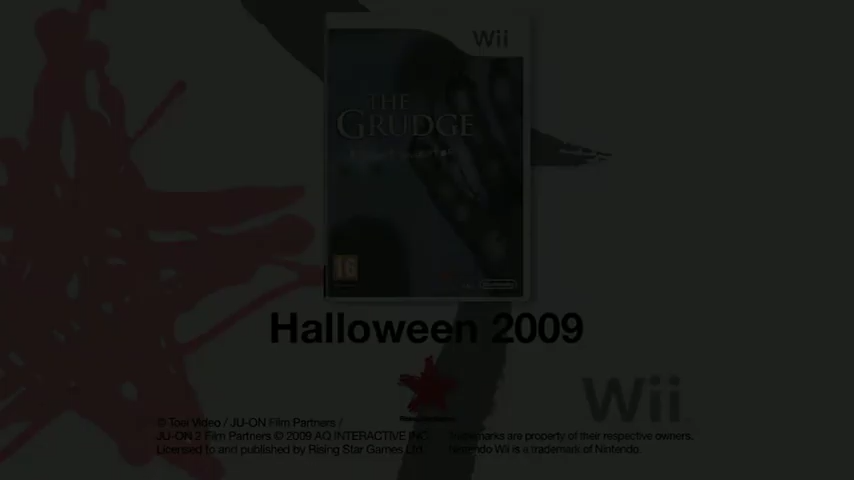 Wii
THE
GRUDGE
16
Halloween 2009
Wii
© Toei Video / JU-ON Film Partners /
JU-ON 2 Film Partners © 2009 AQ INTERACTIVE INC.
Licensed to and published by Rising Star Games Ltd.
Trademarks are property of their respective owners.
Nintendo Wii is a trademark of Nintendo.